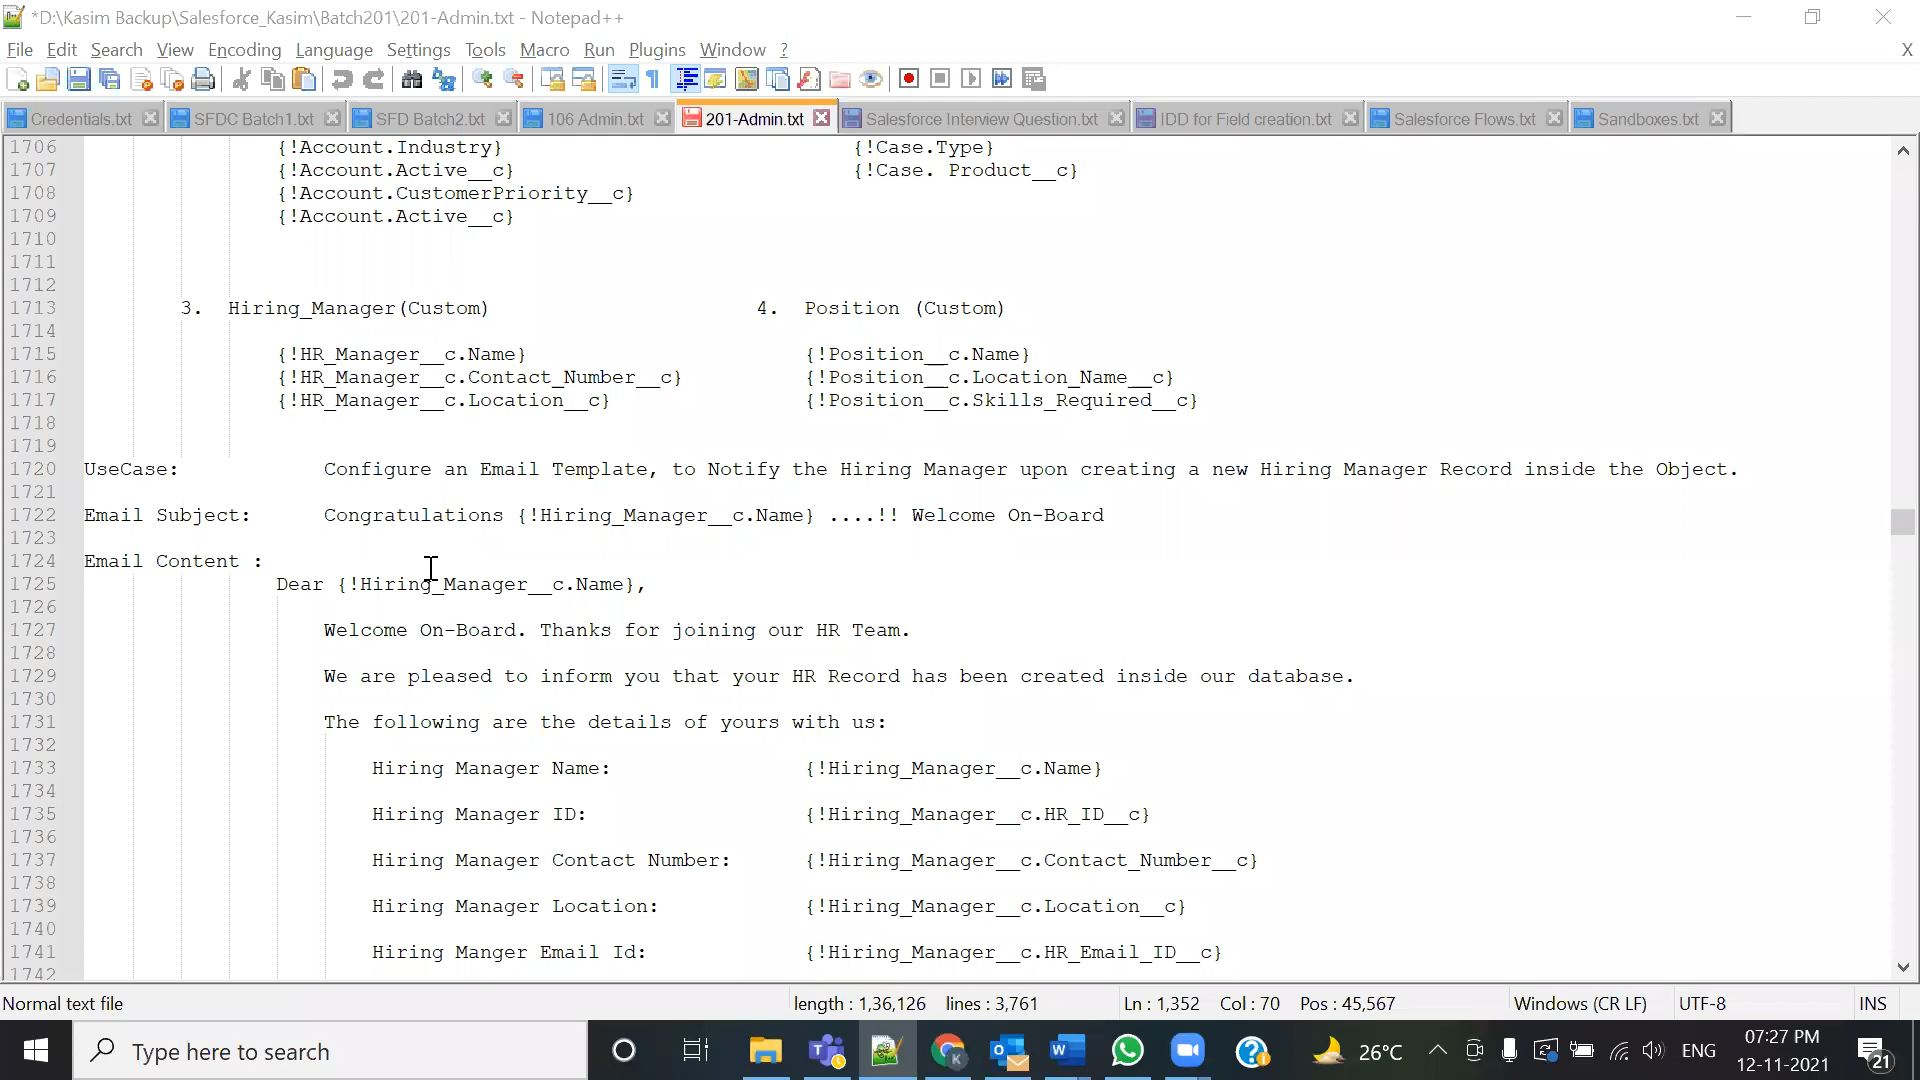 *D:\Kasim Backup\Salesforce_Kasim\Batch201\201-Admin.txt - Notepad++
File Edit Search View Encoding Language Settings Tools Macro Run Plugins Window ? X
Credentials.txt SFDC Batch1.txt SFD Batch2.txt 106 Admin.txt 201-Admin.txt Salesforce Interview Question.txt IDD for Field creation.txt Salesforce Flows.txt Sandboxes.txt
1706 {!Account.Industry} {!Case.Type}
1707 {!Account.Active__c} {!Case. Product__c}
1708 {!Account.CustomerPriority__c}
1709 {!Account.Active__c}
1710
1711
1712
1713 3. Hiring_Manager(Custom) 4. Position (Custom)
1714
1715 {!HR_Manager__c.Name} {!Position__c.Name}
1716 {!HR_Manager__c.Contact_Number__c} {!Position__c.Location_Name__c}
1717 {!HR_Manager__c.Location__c} {!Position__c.Skills_Required__c}
1718
1719
1720 UseCase: Configure an Email Template, to Notify the Hiring Manager upon creating a new Hiring Manager Record inside the Object.
1721
1722 Email Subject: Congratulations {!Hiring_Manager__c.Name} ....!! Welcome On-Board
1723
1724 Email Content :
1725 Dear {!Hiring_Manager__c.Name},
1726
1727 Welcome On-Board. Thanks for joining our HR Team.
1728
1729 We are pleased to inform you that your HR Record has been created inside our database.
1730
1731 The following are the details of yours with us:
1732
1733 Hiring Manager Name: {!Hiring_Manager__c.Name}
1734
1735 Hiring Manager ID: {!Hiring_Manager__c.HR_ID__c}
1736
1737 Hiring Manager Contact Number: {!Hiring_Manager__c.Contact_Number__c}
1738
1739 Hiring Manager Location: {!Hiring_Manager__c.Location__c}
1740
1741 Hiring Manger Email Id: {!Hiring_Manager__c.HR_Email_ID__c}
1742
Normal text file length : 1,36,126 lines : 3,761 Ln : 1,352 Col : 70 Pos : 45,567 Windows (CR LF) UTF-8 INS
Type here to search 26°C ENG 07:27 PM
12-11-2021 21